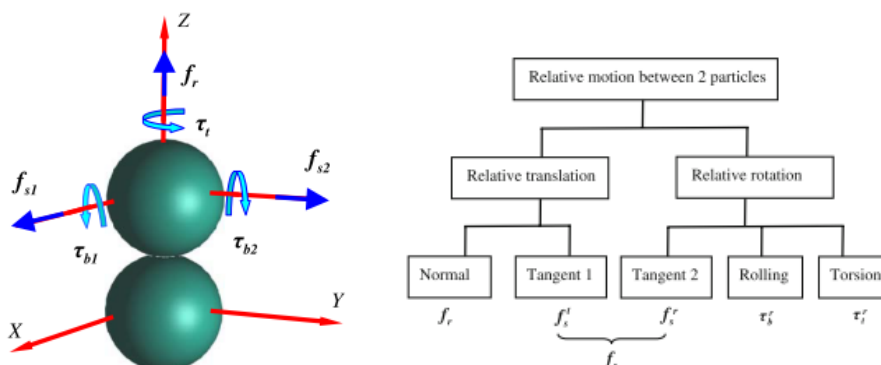 Z
f_r
τ_t
f_s1
f_s2
τ_b1
τ_b2
X
Y
Relative motion between 2 particles
Relative translation
Relative rotation
Normal
Tangent 1
Tangent 2
Rolling
Torsion
f_r
f_s^t
f_s^r
τ_b^r
τ_t^r